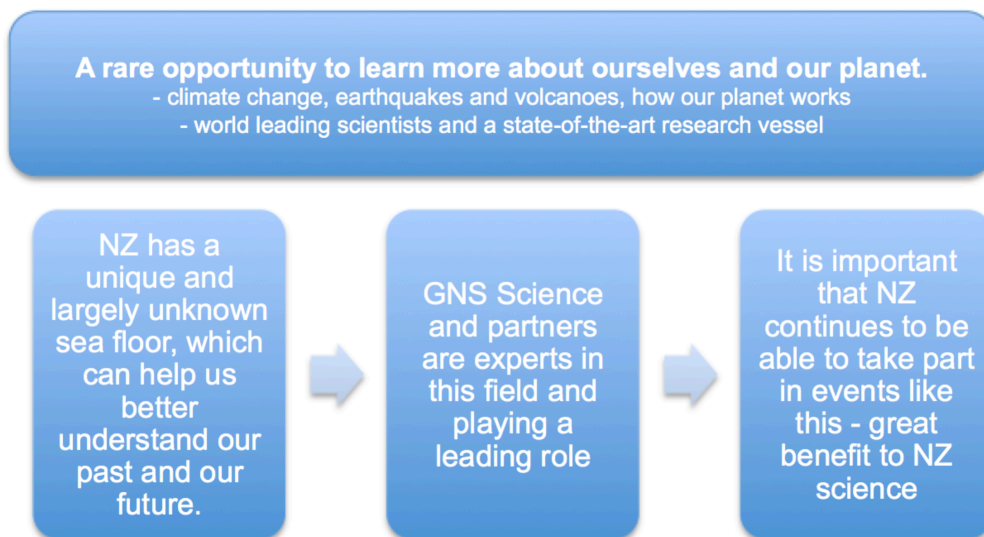 A rare opportunity to learn more about ourselves and our planet.
- climate change, earthquakes and volcanoes, how our planet works
- world leading scientists and a state-of-the-art research vessel
NZ has a
unique and
largely unknown
sea floor, which
can help us
better
understand our
past and our
future.
GNS Science
and partners
are experts in
this field and
playing a
leading role
It is important
that NZ
continues to be
able to take part
in events like
this - great
benefit to NZ
science